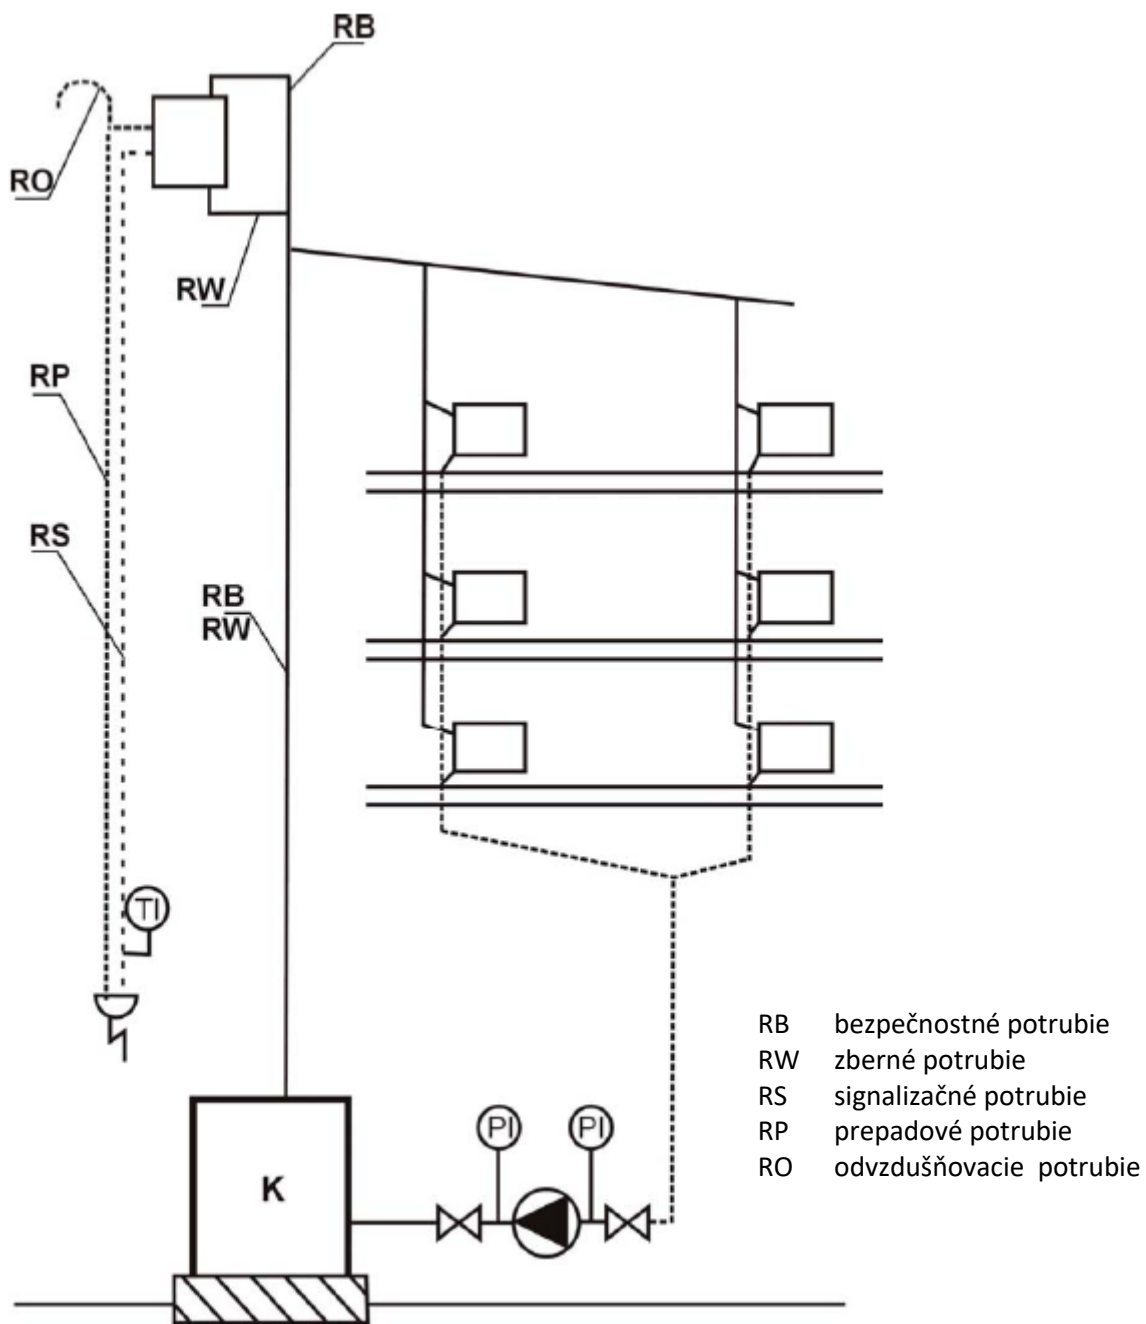 RB
RO
RW
RP
RS
RB
RW
TI
PI PI
K
RB bezpečnostné potrubie
RW zberné potrubie
RS signalizačné potrubie
RP prepadové potrubie
RO odvzdušňovacie potrubie